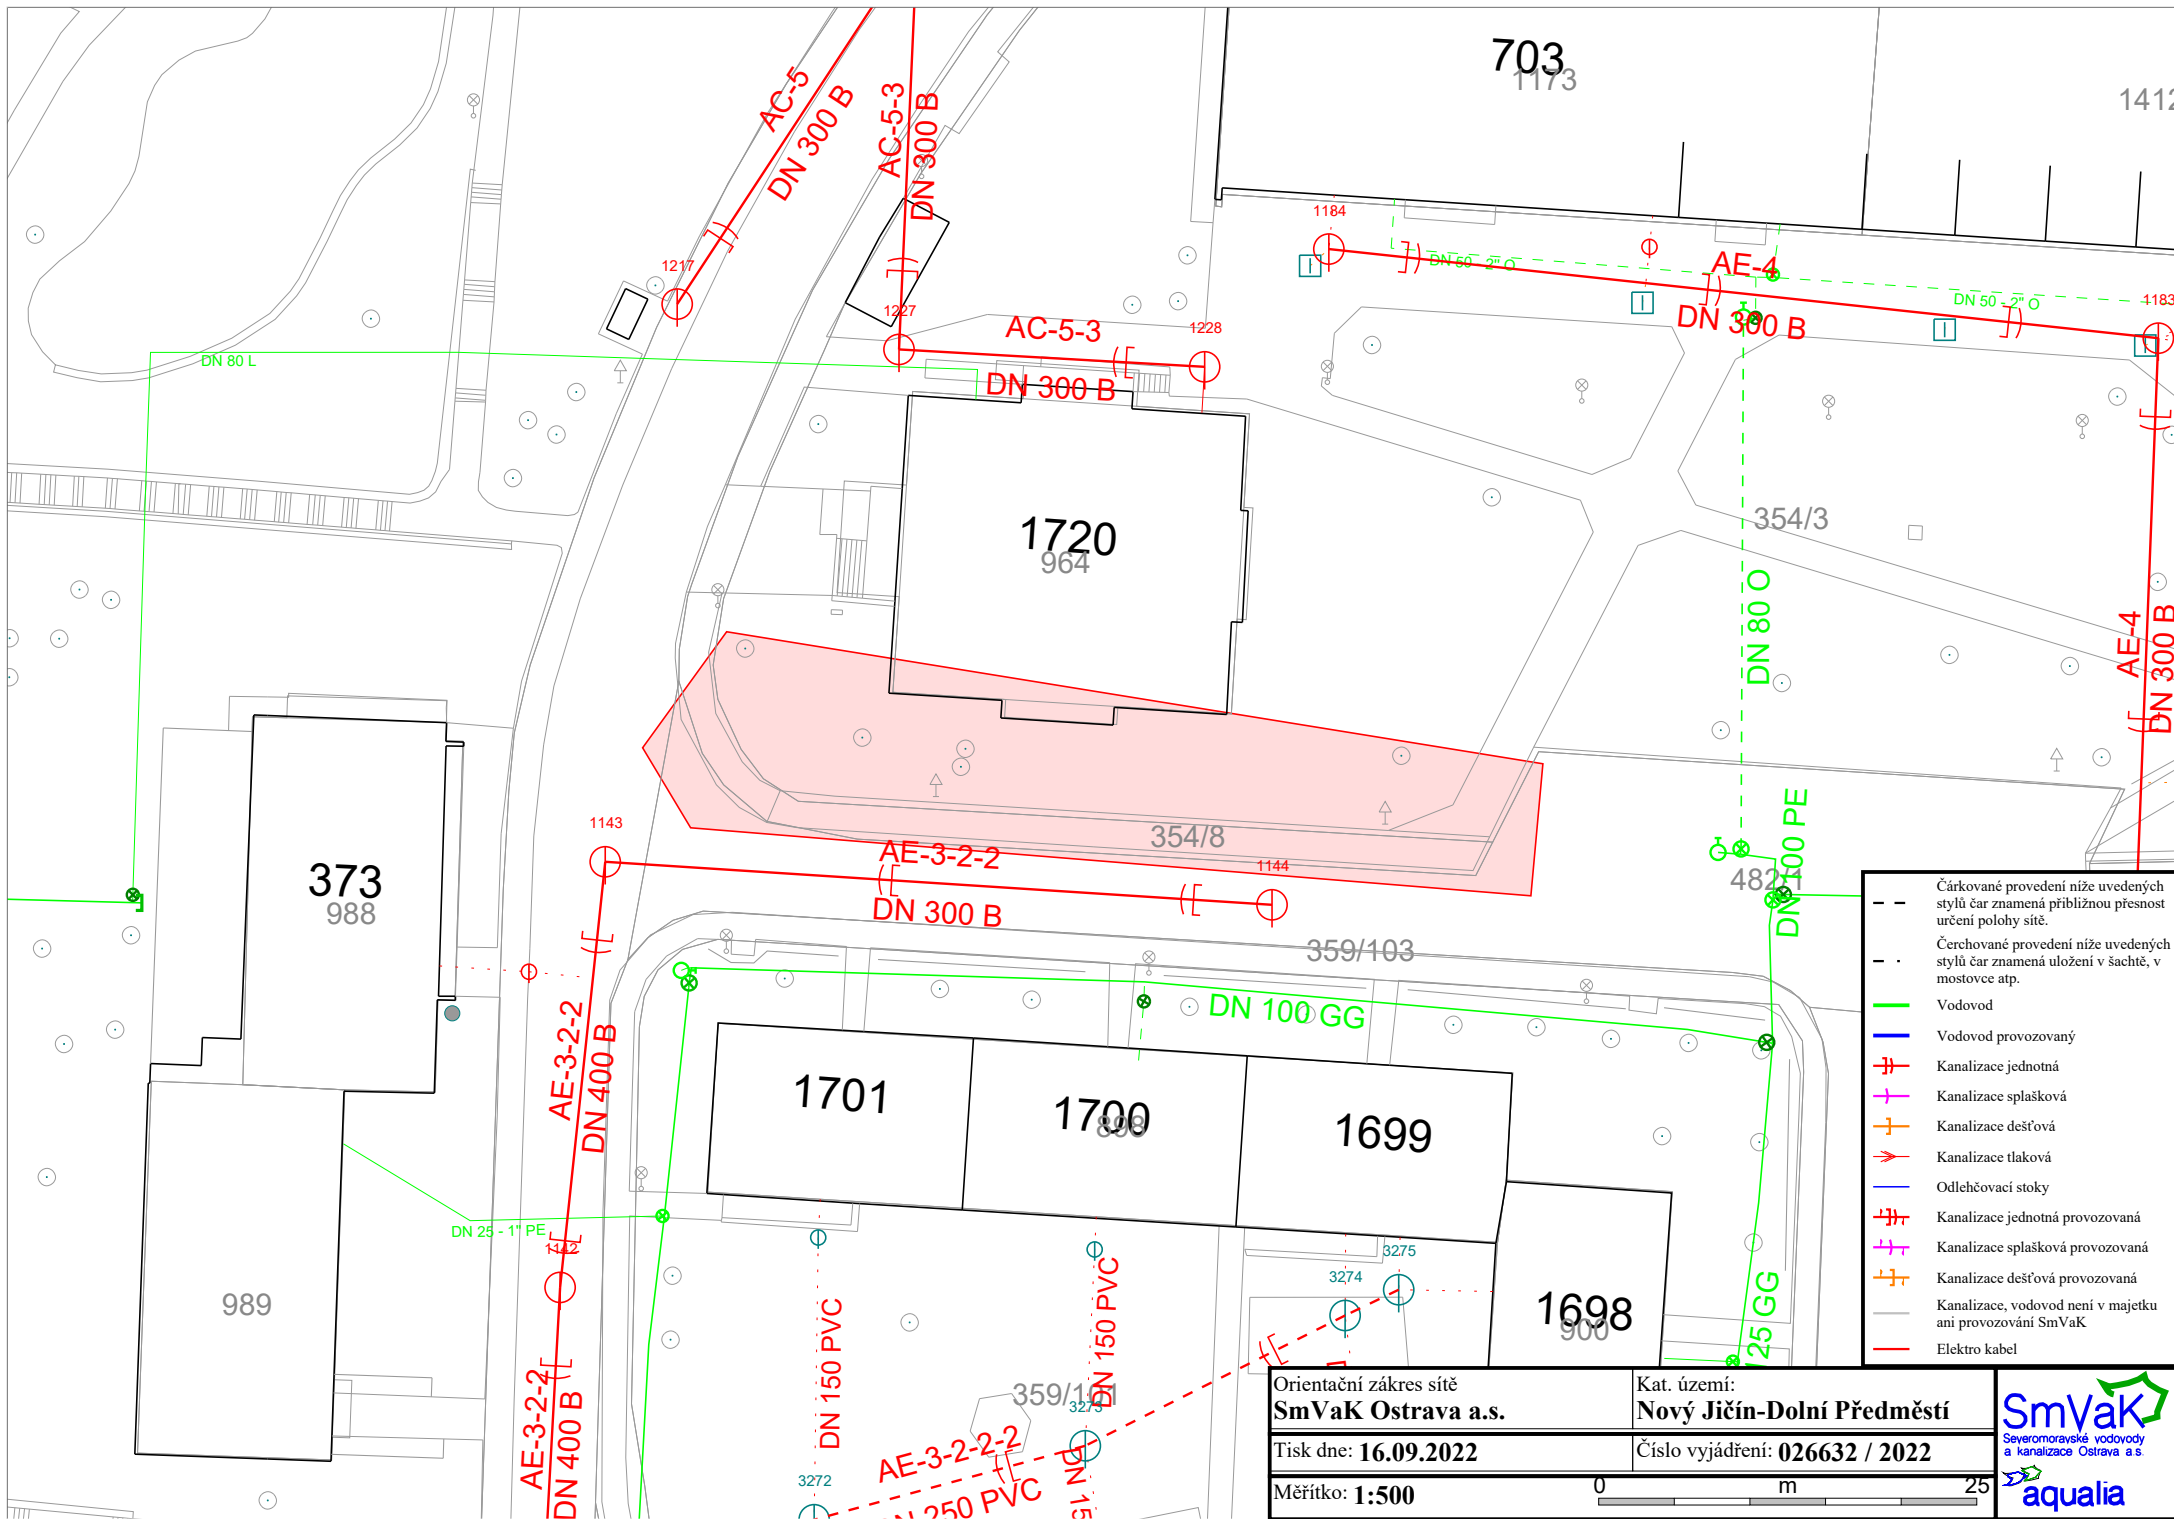 703
1173
AC-5
DN 300 B
AC-5-3
DN 300 B
1184
1217
DN 50 - 2" O
AE-4
DN 50 - 2" O
1183
1227
AC-5-3
1228
DN 300 B
DN 80 L
DN 300 B
1720
964
354/3
DN 80 O
AE-4
DN 300 B
1143
AE-3-2-2
354/8
1144
DN 300 B
373
988
482/1
359/103
DN 100 GG
AE-3-2-2
DN 400 B
1701
1700
898
1699
DN 25 - 1" PE
1142
3275
3274
989
1698
900
DN 150 PVC
DN 150 PVC
359/101
3273
AE-3-2-2
DN 400 B
AE-3-2-2-2
3272
Čárkované provedení níže uvedených
stylů čar znamená přibližnou přesnost
určení polohy sítě.
Čerchované provedení níže uvedených
stylů čar znamená uložení v šachtě, v
mostovce atp.
Vodovod
Vodovod provozovaný
Kanalizace jednotná
Kanalizace splašková
Kanalizace dešťová
Kanalizace tlaková
Odlehčovací stoky
Kanalizace jednotná provozovaná
Kanalizace splašková provozovaná
Kanalizace dešťová provozovaná
Kanalizace, vodovod není v majetku
ani provozování SmVaK
Elektro kabel
Orientační zákres sítě
SmVaK Ostrava a.s.
Kat. území:
Nový Jičín-Dolní Předměstí
Tisk dne: 16.09.2022
Číslo vyjádření: 026632 / 2022
Měřítko: 1:500
0 m 25
SmVaK
Severomoravské vodovody
a kanalizace Ostrava a.s.
aqualia